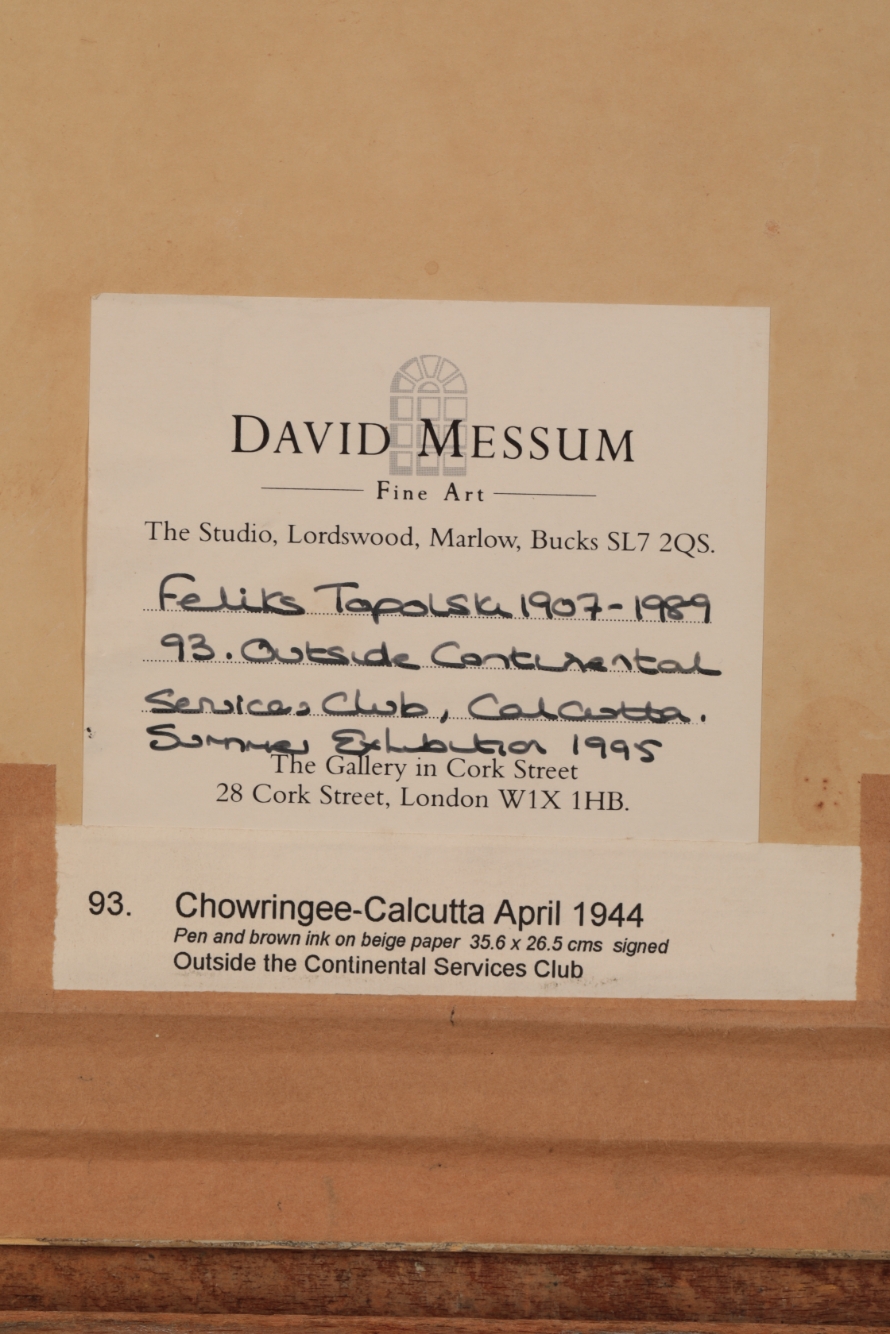 DAVID MESSUM
Fine Art
The Studio, Lordswood, Marlow, Bucks SL7 2QS.
Feliks Topolski 1907-1989
93. Outside Continental
Services Club, Calcutta.
Summer Exhibition 1995
The Gallery in Cork Street
28 Cork Street, London W1X 1HB.
93. Chowringee-Calcutta April 1944
Pen and brown ink on beige paper 35.6 x 26.5 cms signed
Outside the Continental Services Club